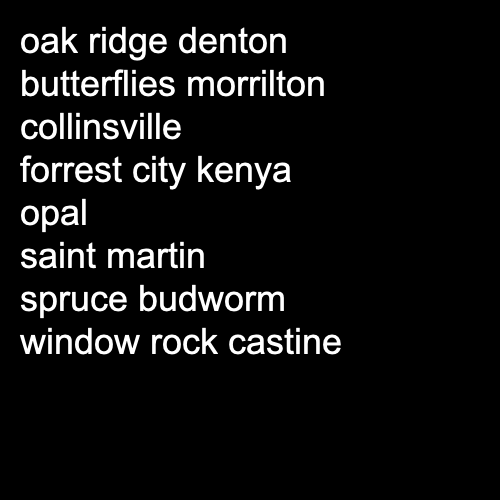 oak ridge denton
butterflies morrilton
collinsville
forrest city kenya
opal
saint martin
spruce budworm
window rock castine